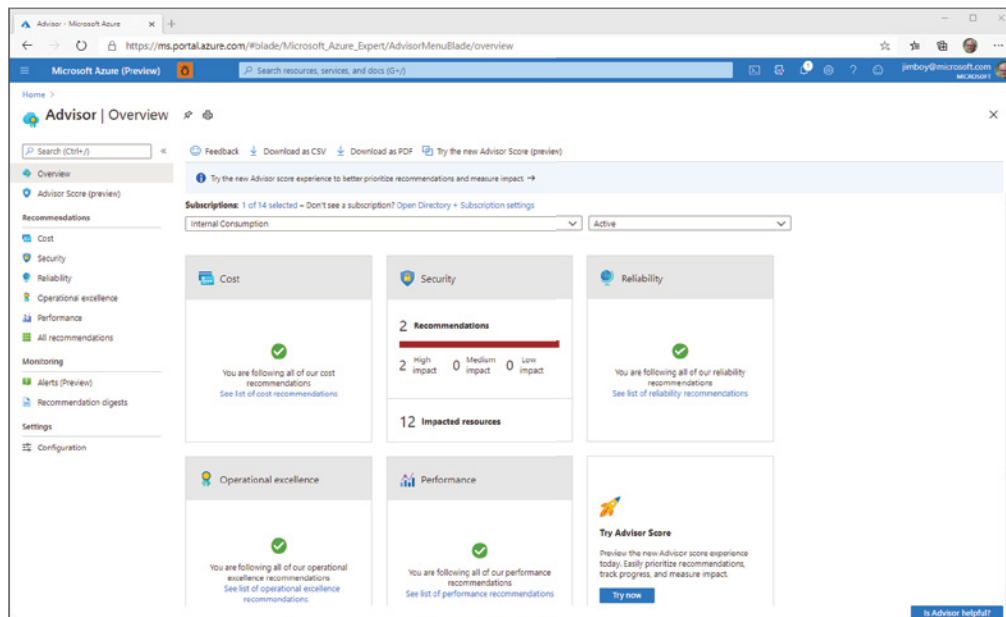 Advisor - Microsoft Azure
https://ms.portal.azure.com/#blade/Microsoft_Azure_Expert/AdvisorMenuBlade/overview
Microsoft Azure (Preview)
Search resources, services, and docs (G+/)
jimboy@microsoft.com
MICROSOFT
Home >
Advisor | Overview
Search (Ctrl+/)
Feedback
Download as CSV
Download as PDF
Try the new Advisor Score (preview)
Overview
Advisor Score (preview)
Recommendations
Cost
Security
Reliability
Operational excellence
Performance
All recommendations
Monitoring
Alerts (Preview)
Recommendation digests
Settings
Configuration
Try the new Advisor score experience to better prioritize recommendations and measure impact. →
Subscriptions: 1 of 14 selected – Don't see a subscription? Open Directory + Subscription settings
Internal Consumption
Active
Cost
You are following all of our cost
recommendations
See list of cost recommendations
Security
2 Recommendations
2 High impact 0 Medium impact 0 Low impact
12 Impacted resources
Reliability
You are following all of our reliability
recommendations
See list of reliability recommendations
Operational excellence
You are following all of our operational
excellence recommendations
See list of operational excellence
recommendations
Performance
You are following all of our performance
recommendations
See list of performance recommendations
Try Advisor Score
Preview the new Advisor score experience
today. Easily prioritize recommendations,
track progress, and measure impact.
Try now
Is Advisor helpful?